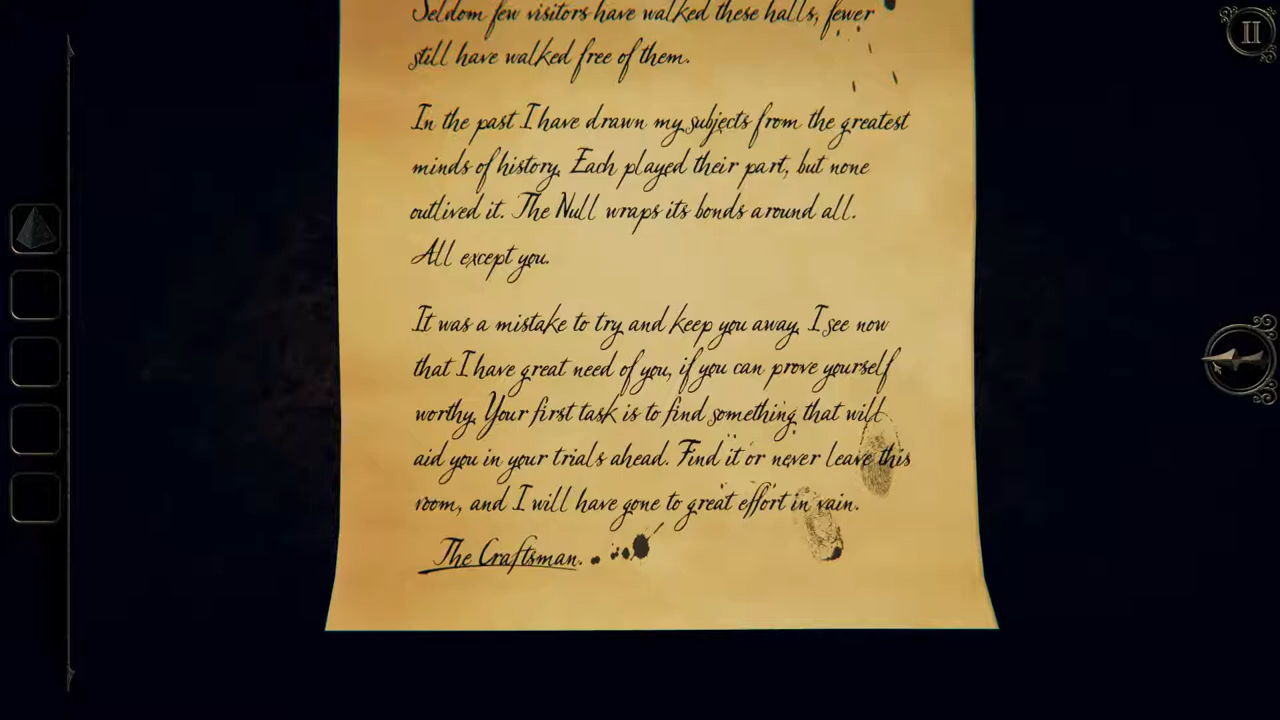 Seldom few visitors have walked these halls, fewer
still have walked free of them.
In the past I have drawn my subjects from the greatest
minds of history. Each played their part, but none
outlived it. The Null wraps its bonds around all.
All except you.
It was a mistake to try and keep you away. I see now
that I have great need of you, if you can prove yourself
worthy. Your first task is to find something that will
aid you in your trials ahead. Find it or never leave this
room, and I will have gone to great effort in vain.
The Craftsman.